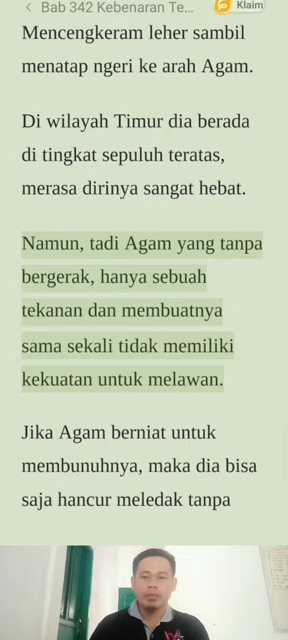 Bab 342 Kebenaran Te...
Klaim
Mencengkeram leher sambil
menatap ngeri ke arah Agam.
Di wilayah Timur dia berada
di tingkat sepuluh teratas,
merasa dirinya sangat hebat.
Namun, tadi Agam yang tanpa
bergerak, hanya sebuah
tekanan dan membuatnya
sama sekali tidak memiliki
kekuatan untuk melawan.
Jika Agam berniat untuk
membunuhnya, maka dia bisa
saja hancur meledak tanpa